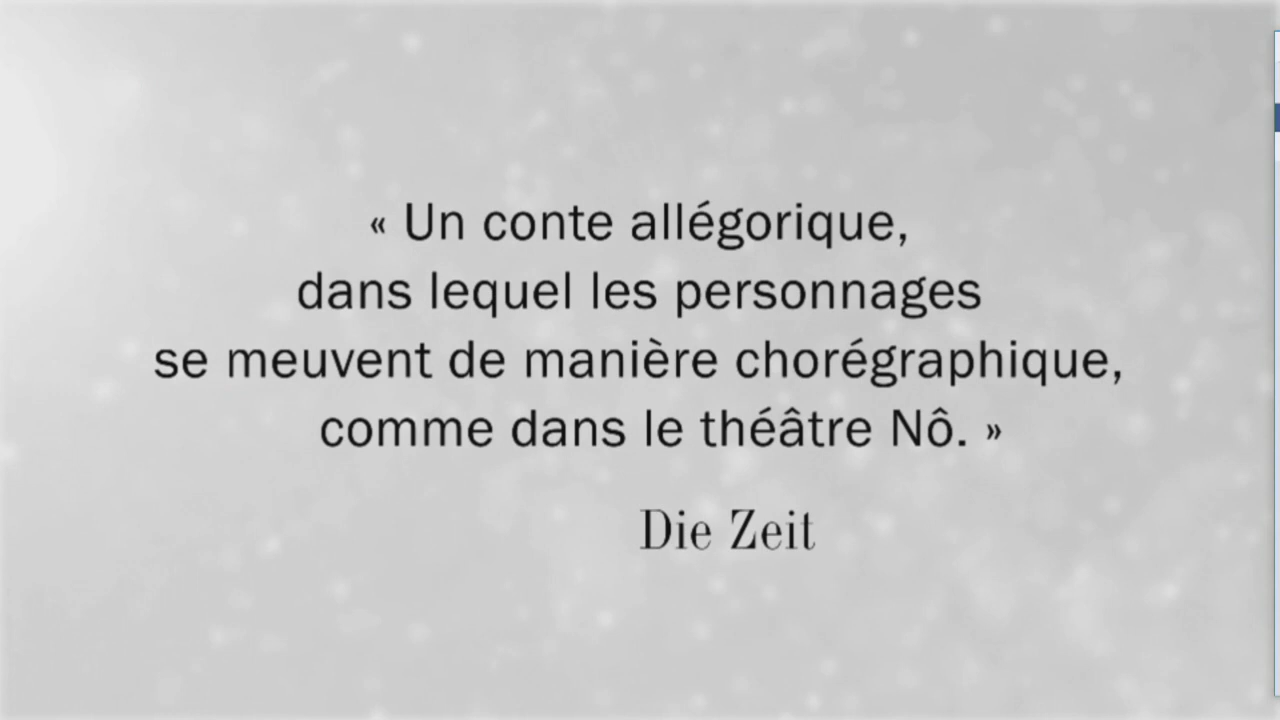 « Un conte allégorique,
dans lequel les personnages
se meuvent de manière chorégraphique,
comme dans le théâtre Nô. »
Die Zeit